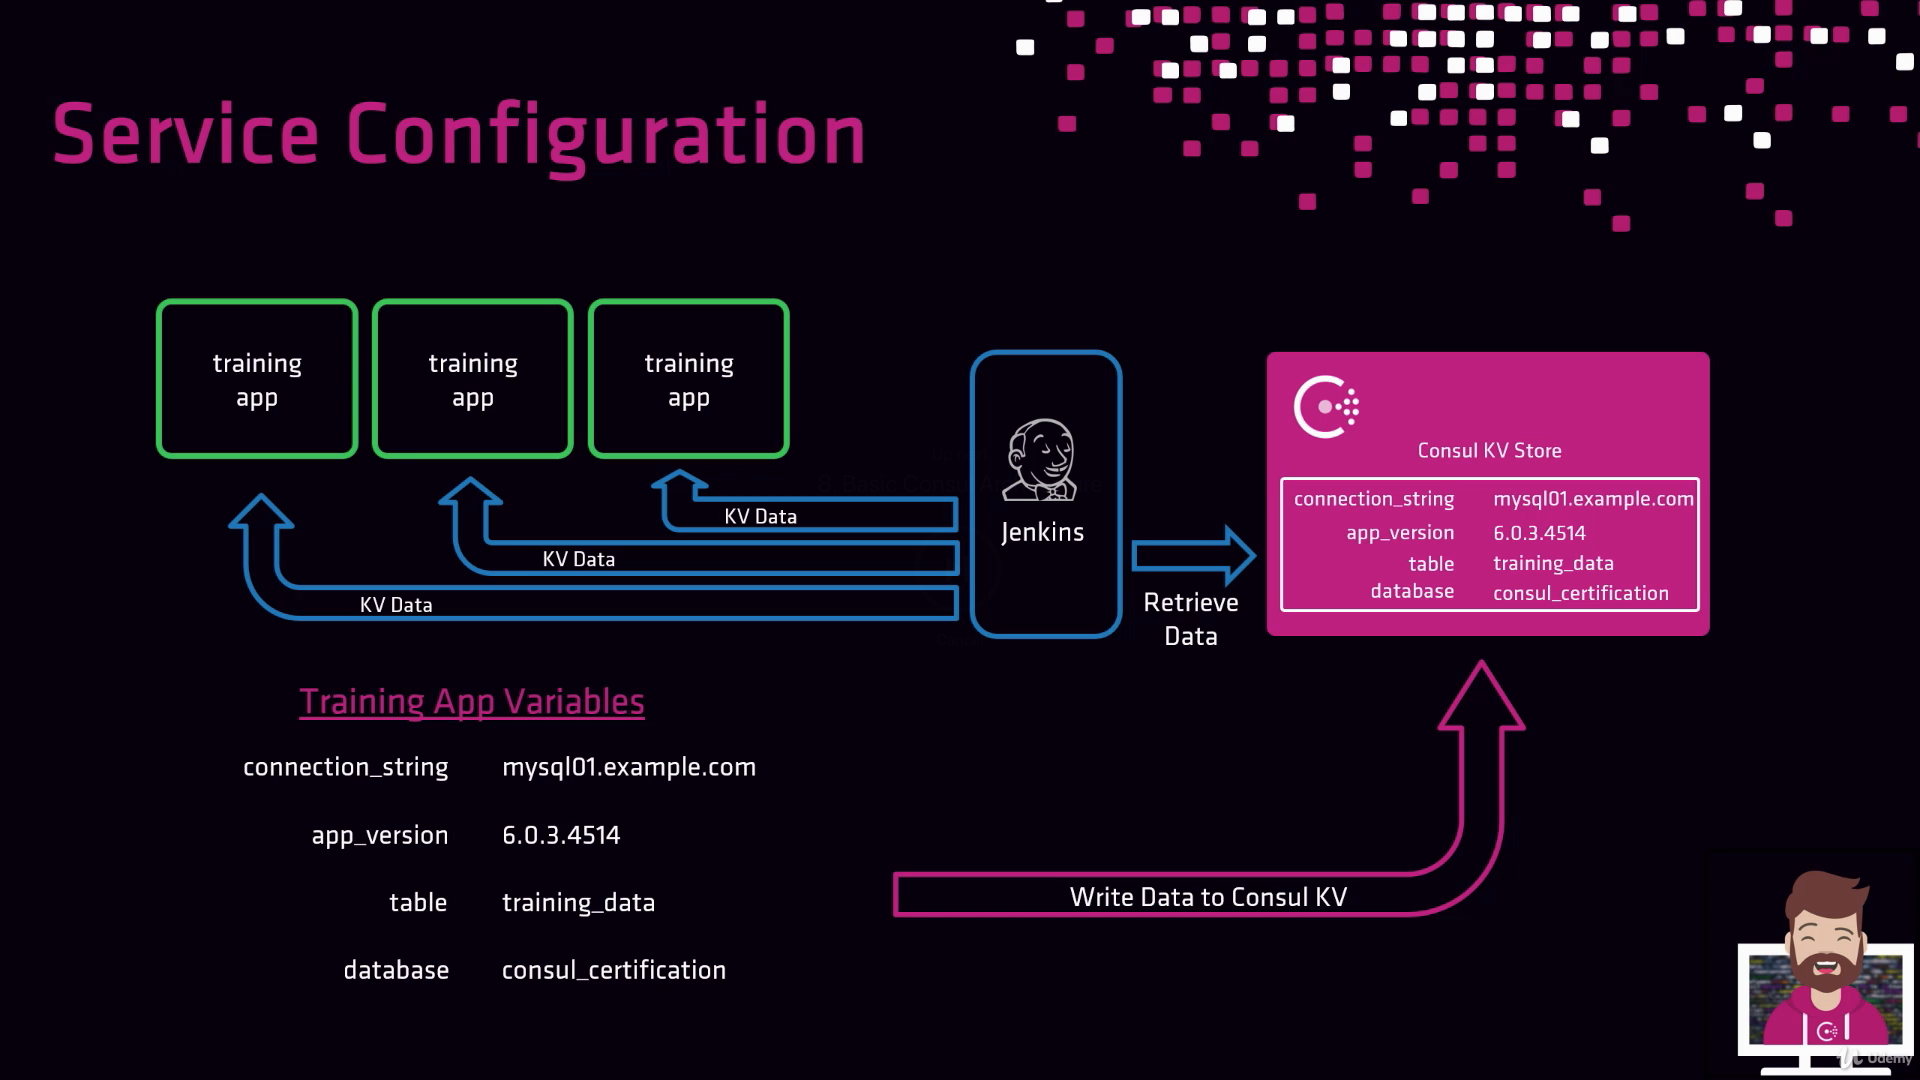 Service Configuration
training
app
training
app
training
app
KV Data
KV Data
KV Data
Jenkins
Retrieve
Data
Consul KV Store
connection_string mysql01.example.com
app_version 6.0.3.4514
table training_data
database consul_certification
Training App Variables
connection_string mysql01.example.com
app_version 6.0.3.4514
table training_data
database consul_certification
Write Data to Consul KV
Udemy